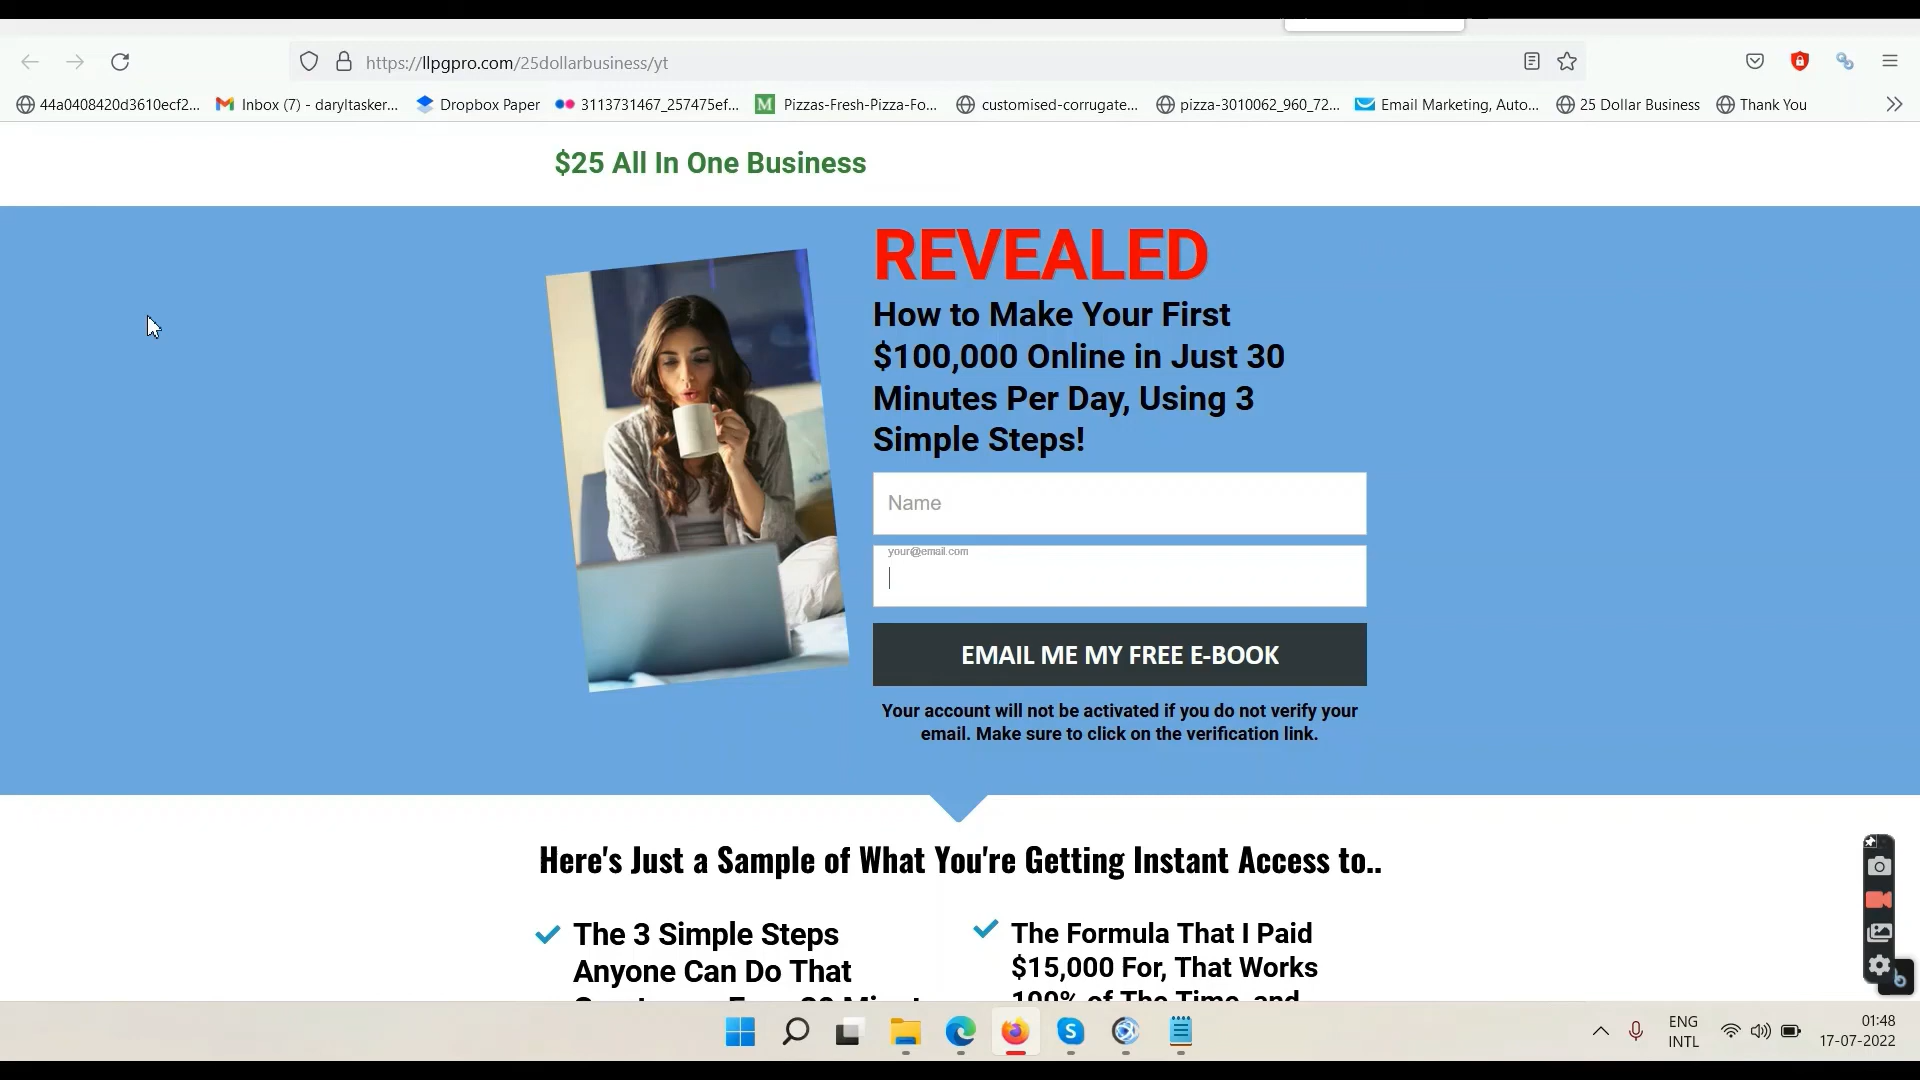 https://llpgpro.com/25dollarbusiness/yt
44a0408420d3610ecf2... Inbox (7) - daryltasker... Dropbox Paper 3113731467_257475ef... Pizzas-Fresh-Pizza-Fo... customised-corrugate... pizza-3010062_960_72... Email Marketing, Auto... 25 Dollar Business Thank You
$25 All In One Business
REVEALED
How to Make Your First
$100,000 Online in Just 30
Minutes Per Day, Using 3
Simple Steps!
Name
your@email.com
EMAIL ME MY FREE E-BOOK
Your account will not be activated if you do not verify your
email. Make sure to click on the verification link.
Here's Just a Sample of What You're Getting Instant Access to..
The 3 Simple Steps
Anyone Can Do That
The Formula That I Paid
$15,000 For, That Works
100% of The Time, and
ENG
INTL
01:48
17-07-2022